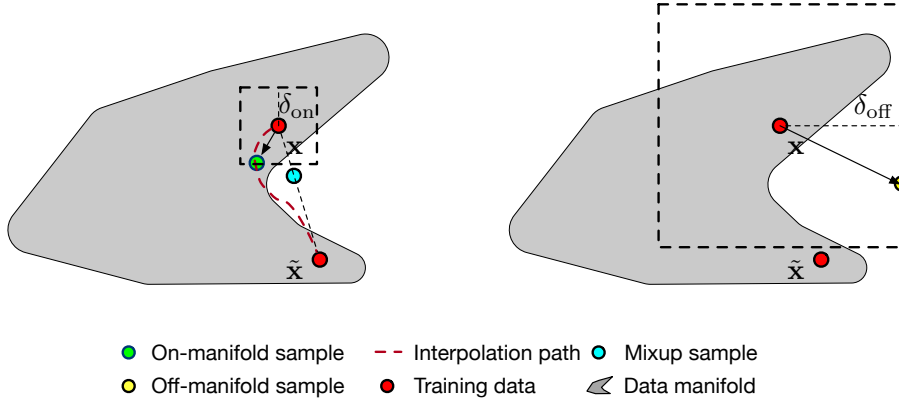 δon
x
x̃
δoff
x
x̃
On-manifold sample
Interpolation path
Mixup sample
Off-manifold sample
Training data
Data manifold